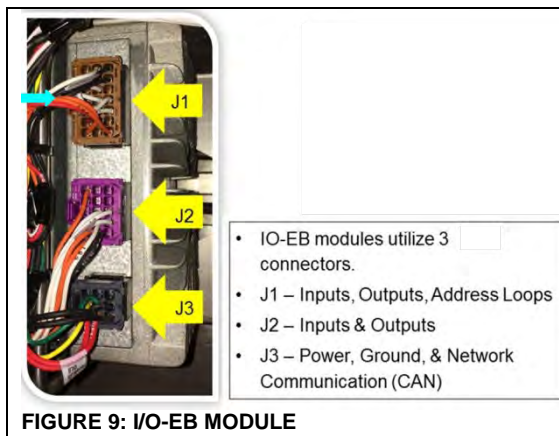 J1
J2
J3
• IO-EB modules utilize 3
connectors.
• J1 – Inputs, Outputs, Address Loops
• J2 – Inputs & Outputs
• J3 – Power, Ground, & Network
Communication (CAN)
FIGURE 9: I/O-EB MODULE